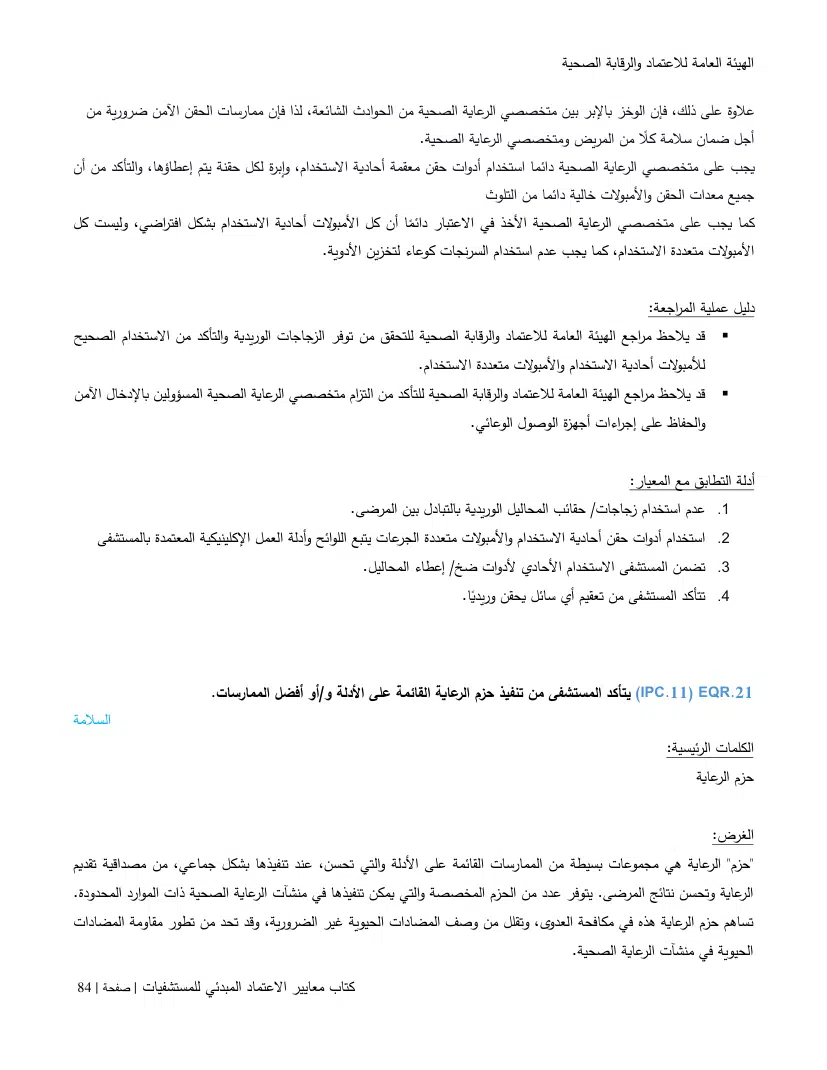 الهيئة العامة للاعتماد والرقابة الصحية
علاوة على ذلك، فإن الوخز بالإبر بين متخصصي الرعاية الصحية من الحوادث الشائعة، لذا فإن ممارسات الحقن الآمن ضرورية من
أجل ضمان سلامة كلًا من المريض ومتخصصي الرعاية الصحية.
يجب على متخصصي الرعاية الصحية دائما استخدام أدوات حقن معقمة أحادية الاستخدام، وإبرة لكل حقنة يتم إعطاؤها، والتأكد من أن
جميع معدات الحقن والأمبولات خالية دائما من التلوث
كما يجب على متخصصي الرعاية الصحية الأخذ في الاعتبار دائمًا أن كل الأمبولات أحادية الاستخدام بشكل افتراضي، وليست كل
الأمبولات متعددة الاستخدام، كما يجب عدم استخدام السرنجات كوعاء لتخزين الأدوية.
دليل عملية المراجعة:
▪ قد يلاحظ مراجع الهيئة العامة للاعتماد والرقابة الصحية للتحقق من توفر الزجاجات الوريدية والتأكد من الاستخدام الصحيح
للأمبولات أحادية الاستخدام والأمبولات متعددة الاستخدام.
▪ قد يلاحظ مراجع الهيئة العامة للاعتماد والرقابة الصحية للتأكد من التزام متخصصي الرعاية الصحية المسؤولين بالإدخال الآمن
والحفاظ على إجراءات أجهزة الوصول الوعائي.
أدلة التطابق مع المعيار:
1. عدم استخدام زجاجات/ حقائب المحاليل الوريدية بالتبادل بين المرضى.
2. استخدام أدوات حقن أحادية الاستخدام والأمبولات متعددة الجرعات يتبع اللوائح وأدلة العمل الإكلينيكية المعتمدة بالمستشفى
3. تضمن المستشفى الاستخدام الأحادي لأدوات ضخ/ إعطاء المحاليل.
4. تتأكد المستشفى من تعقيم أي سائل يحقن وريديًا.
EQR.21 (IPC.11) يتأكد المستشفى من تنفيذ حزم الرعاية القائمة على الأدلة و/أو أفضل الممارسات.
السلامة
الكلمات الرئيسية:
حزم الرعاية
الغرض:
"حزم" الرعاية هي مجموعات بسيطة من الممارسات القائمة على الأدلة والتي تحسن، عند تنفيذها بشكل جماعي، من مصداقية تقديم
الرعاية وتحسن نتائج المرضى. يتوفر عدد من الحزم المخصصة والتي يمكن تنفيذها في منشآت الرعاية الصحية ذات الموارد المحدودة.
تساهم حزم الرعاية هذه في مكافحة العدوى، وتقلل من وصف المضادات الحيوية غير الضرورية، وقد تحد من تطور مقاومة المضادات
الحيوية في منشآت الرعاية الصحية.
كتاب معايير الاعتماد المبدئي للمستشفيات | صفحة | 84